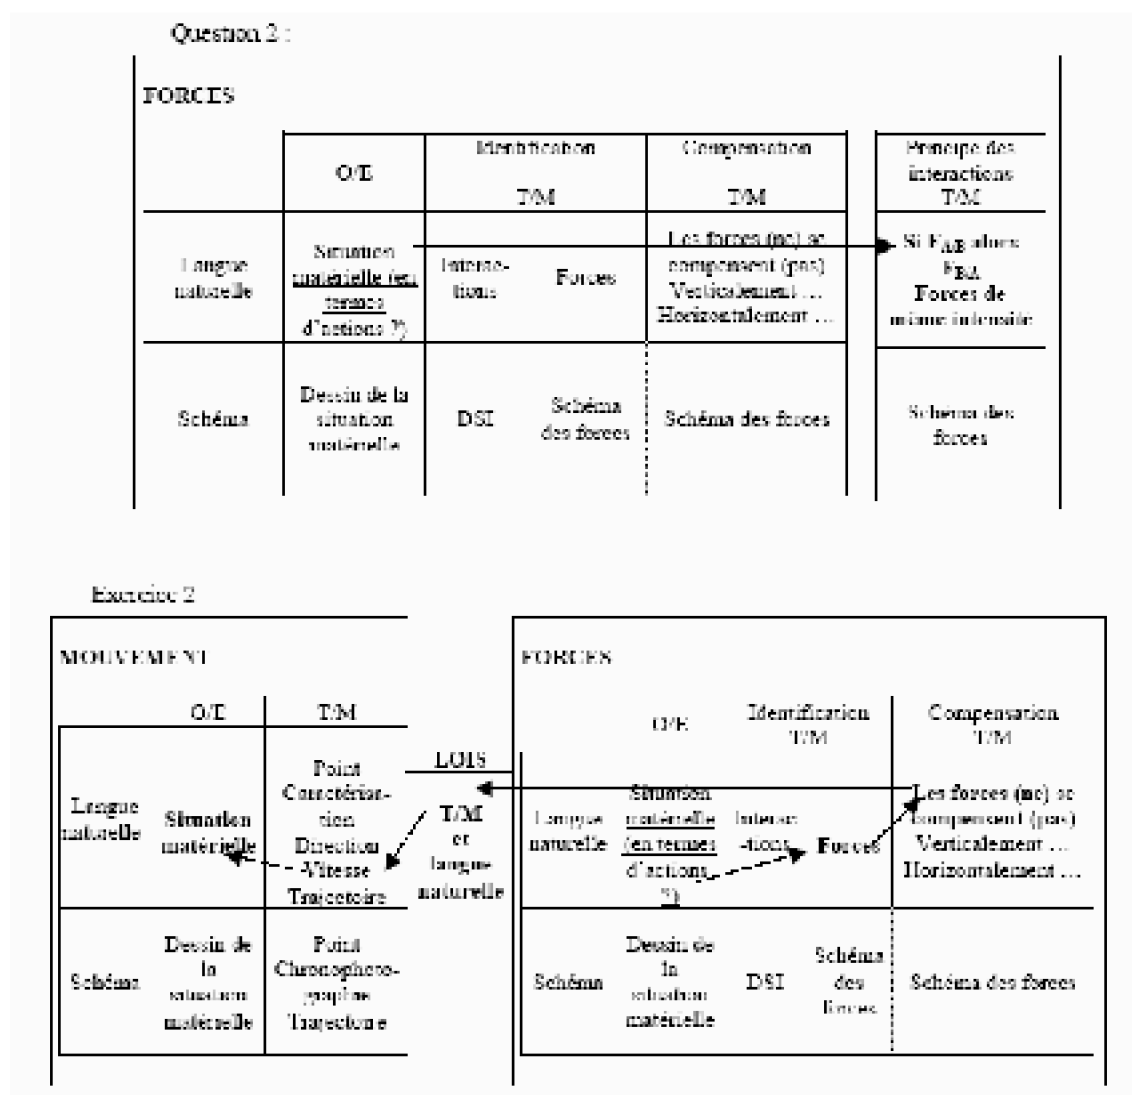 Question 2 :
FORCES
O/E
Identification
T/M
Compensation
T/M
Principe des
interactions
T/M
Langue
naturelle
Situation
matérielle (en
termes
d'actions ?)
Interac-
tions
Forces
Les forces (ne) se
compensent (pas)
Verticalement …
Horizontalement …
Si FA/B alors
FB/A
Forces de
même intensité
Schéma
Dessin de la
situation
matérielle
DSI
Schéma
des forces
Schéma des forces
Schéma des
forces
Exercice 2
MOUVEMENT
O/E
T/M
Langue
naturelle
Situation
matérielle
Point
Caractérisa-
tion
Direction
Vitesse
Trajectoire
Schéma
Dessin de
la
situation
matérielle
Point
Chronophoto-
graphie
Trajectoire
LOIS
T/M
et
langue
naturelle
FORCES
O/E
Identification
T/M
Compensation
T/M
Langue
naturelle
Situation
matérielle
(en termes
d'actions
?)
Interac
-tions
Forces
Les forces (ne) se
compensent (pas)
Verticalement …
Horizontalement …
Schéma
Dessin de
la
situation
matérielle
DSI
Schéma
des
forces
Schéma des forces